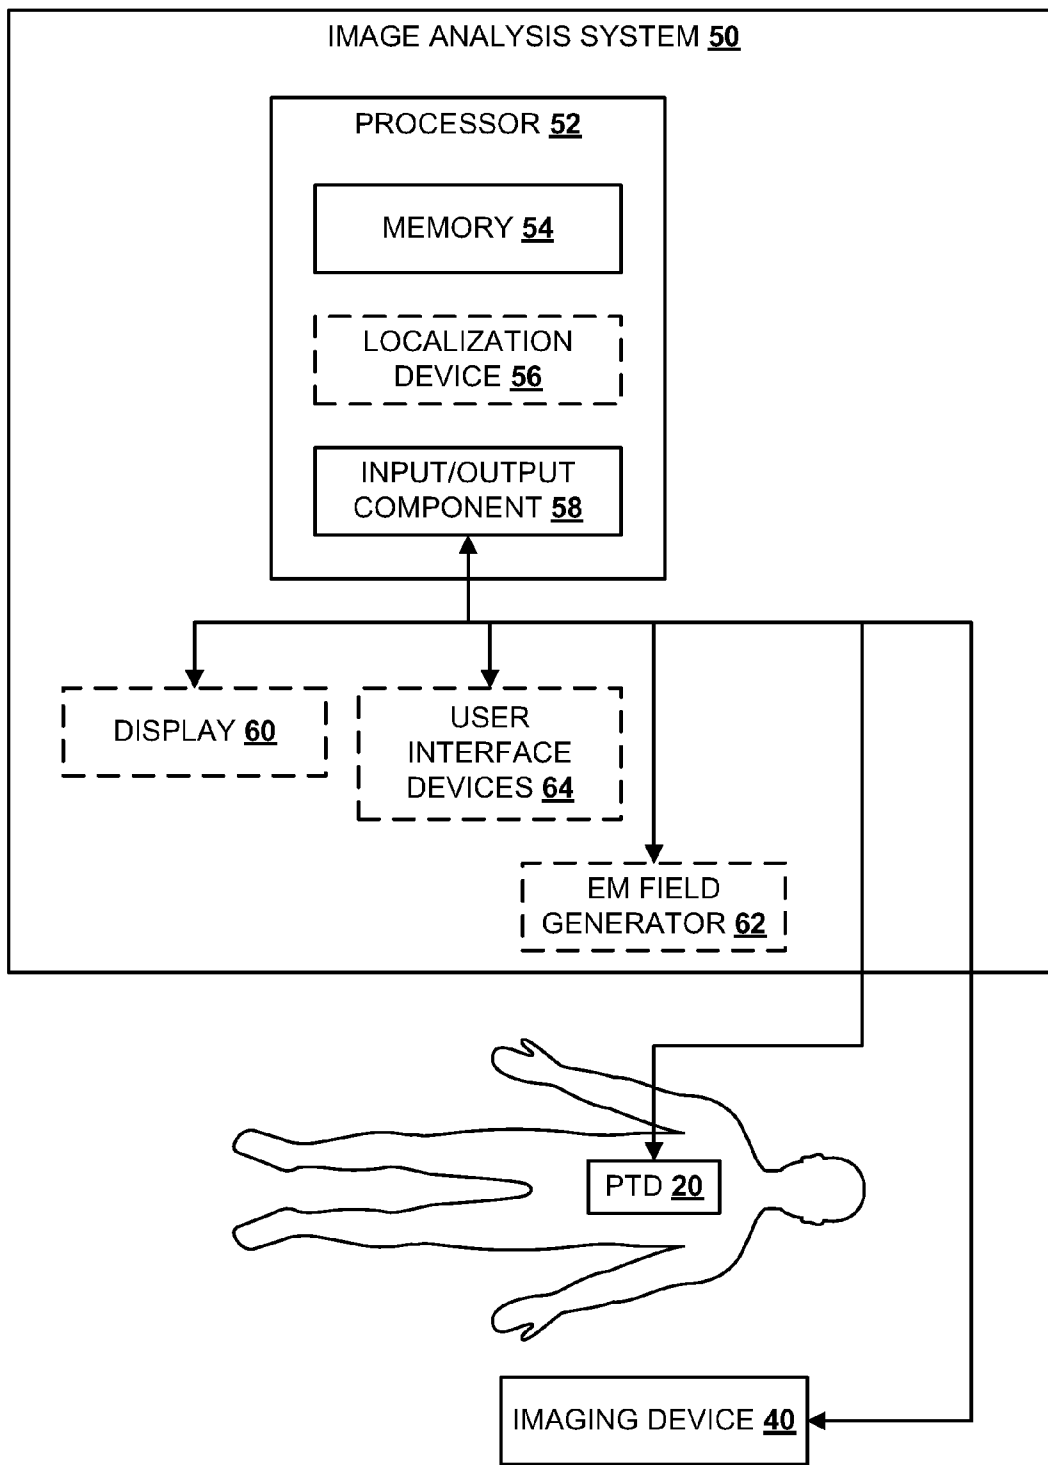 IMAGE ANALYSIS SYSTEM 50
PROCESSOR 52
MEMORY 54
LOCALIZATION
DEVICE 56
INPUT/OUTPUT
COMPONENT 58
DISPLAY 60
USER
INTERFACE
DEVICES 64
EM FIELD
GENERATOR 62
PTD 20
IMAGING DEVICE 40